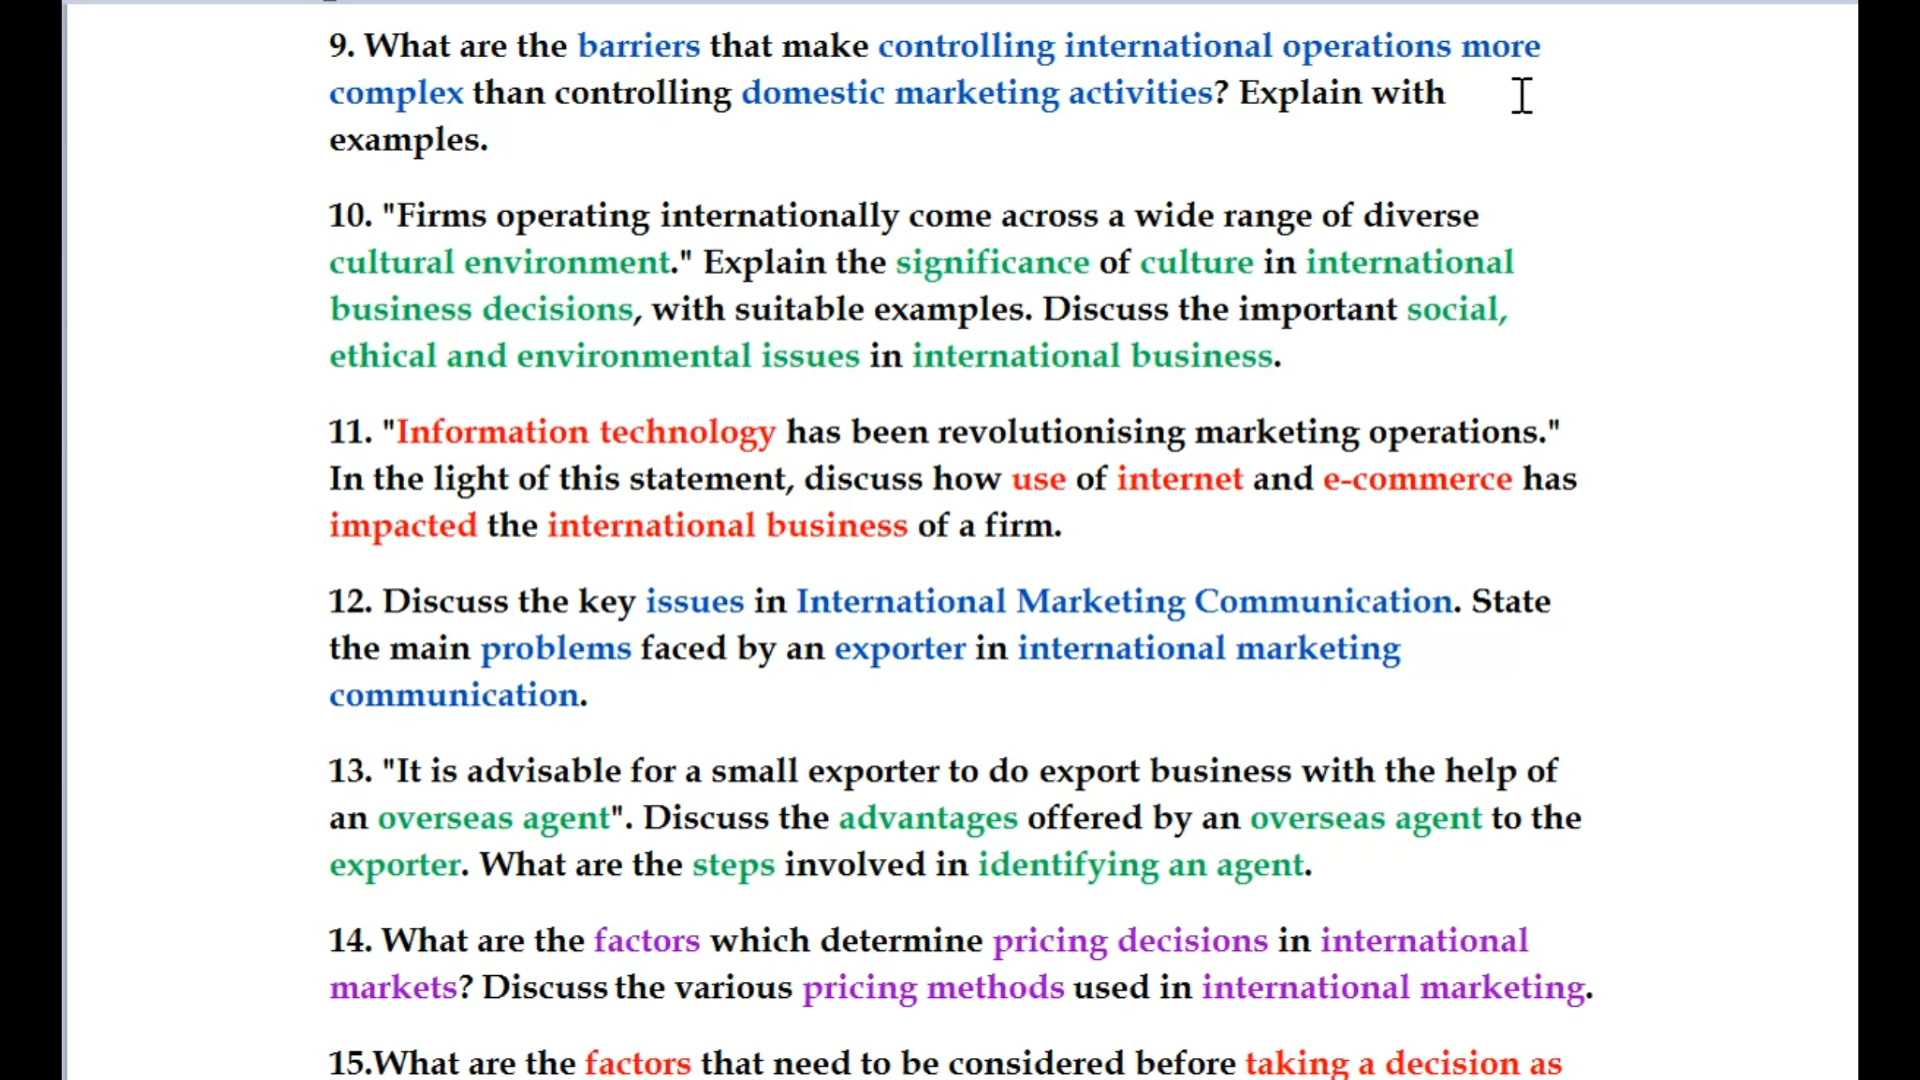 9. What are the barriers that make controlling international operations more
complex than controlling domestic marketing activities? Explain with
examples.
10. "Firms operating internationally come across a wide range of diverse
cultural environment." Explain the significance of culture in international
business decisions, with suitable examples. Discuss the important social,
ethical and environmental issues in international business.
11. "Information technology has been revolutionising marketing operations."
In the light of this statement, discuss how use of internet and e-commerce has
impacted the international business of a firm.
12. Discuss the key issues in International Marketing Communication. State
the main problems faced by an exporter in international marketing
communication.
13. "It is advisable for a small exporter to do export business with the help of
an overseas agent". Discuss the advantages offered by an overseas agent to the
exporter. What are the steps involved in identifying an agent.
14. What are the factors which determine pricing decisions in international
markets? Discuss the various pricing methods used in international marketing.
15.What are the factors that need to be considered before taking a decision as